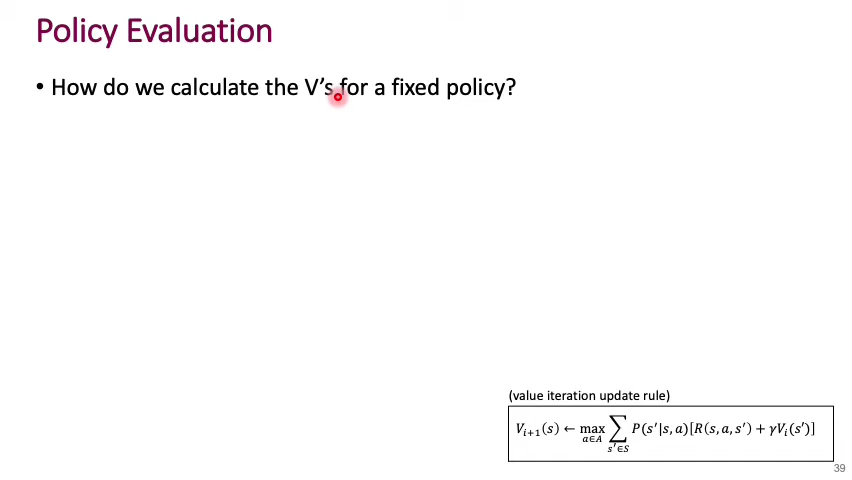 Policy Evaluation
• How do we calculate the V's for a fixed policy?
(value iteration update rule)
V_{i+1}(s) ← max_{a∈A} ∑_{s′∈S} P(s′|s, a)[R(s, a, s′) + γV_i(s′)]
39